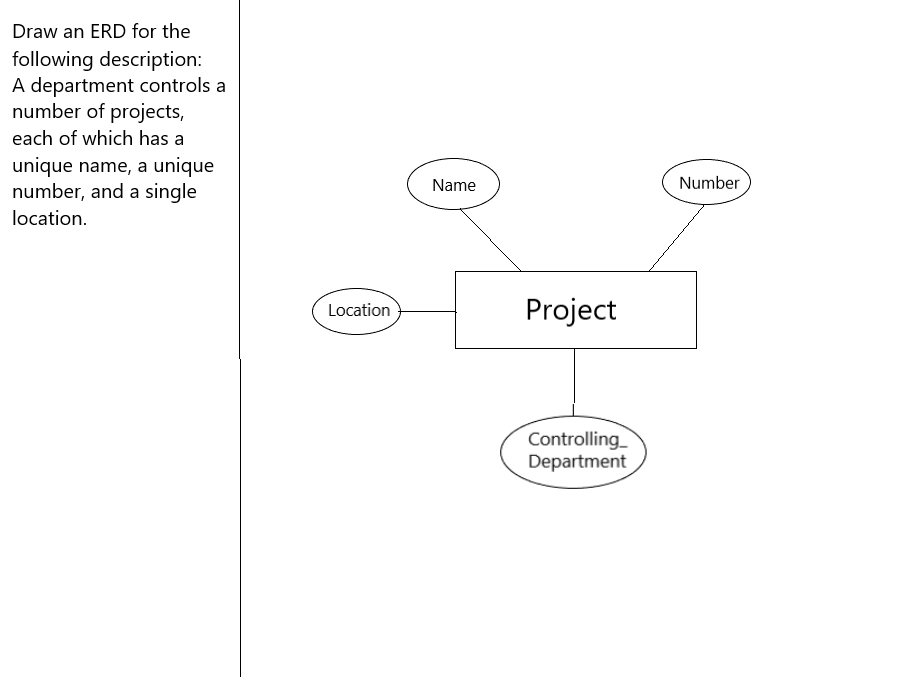 Draw an ERD for the
following description:
A department controls a
number of projects,
each of which has a
unique name, a unique
number, and a single
location.
Name
Number
Location
Project
Controlling_
Department